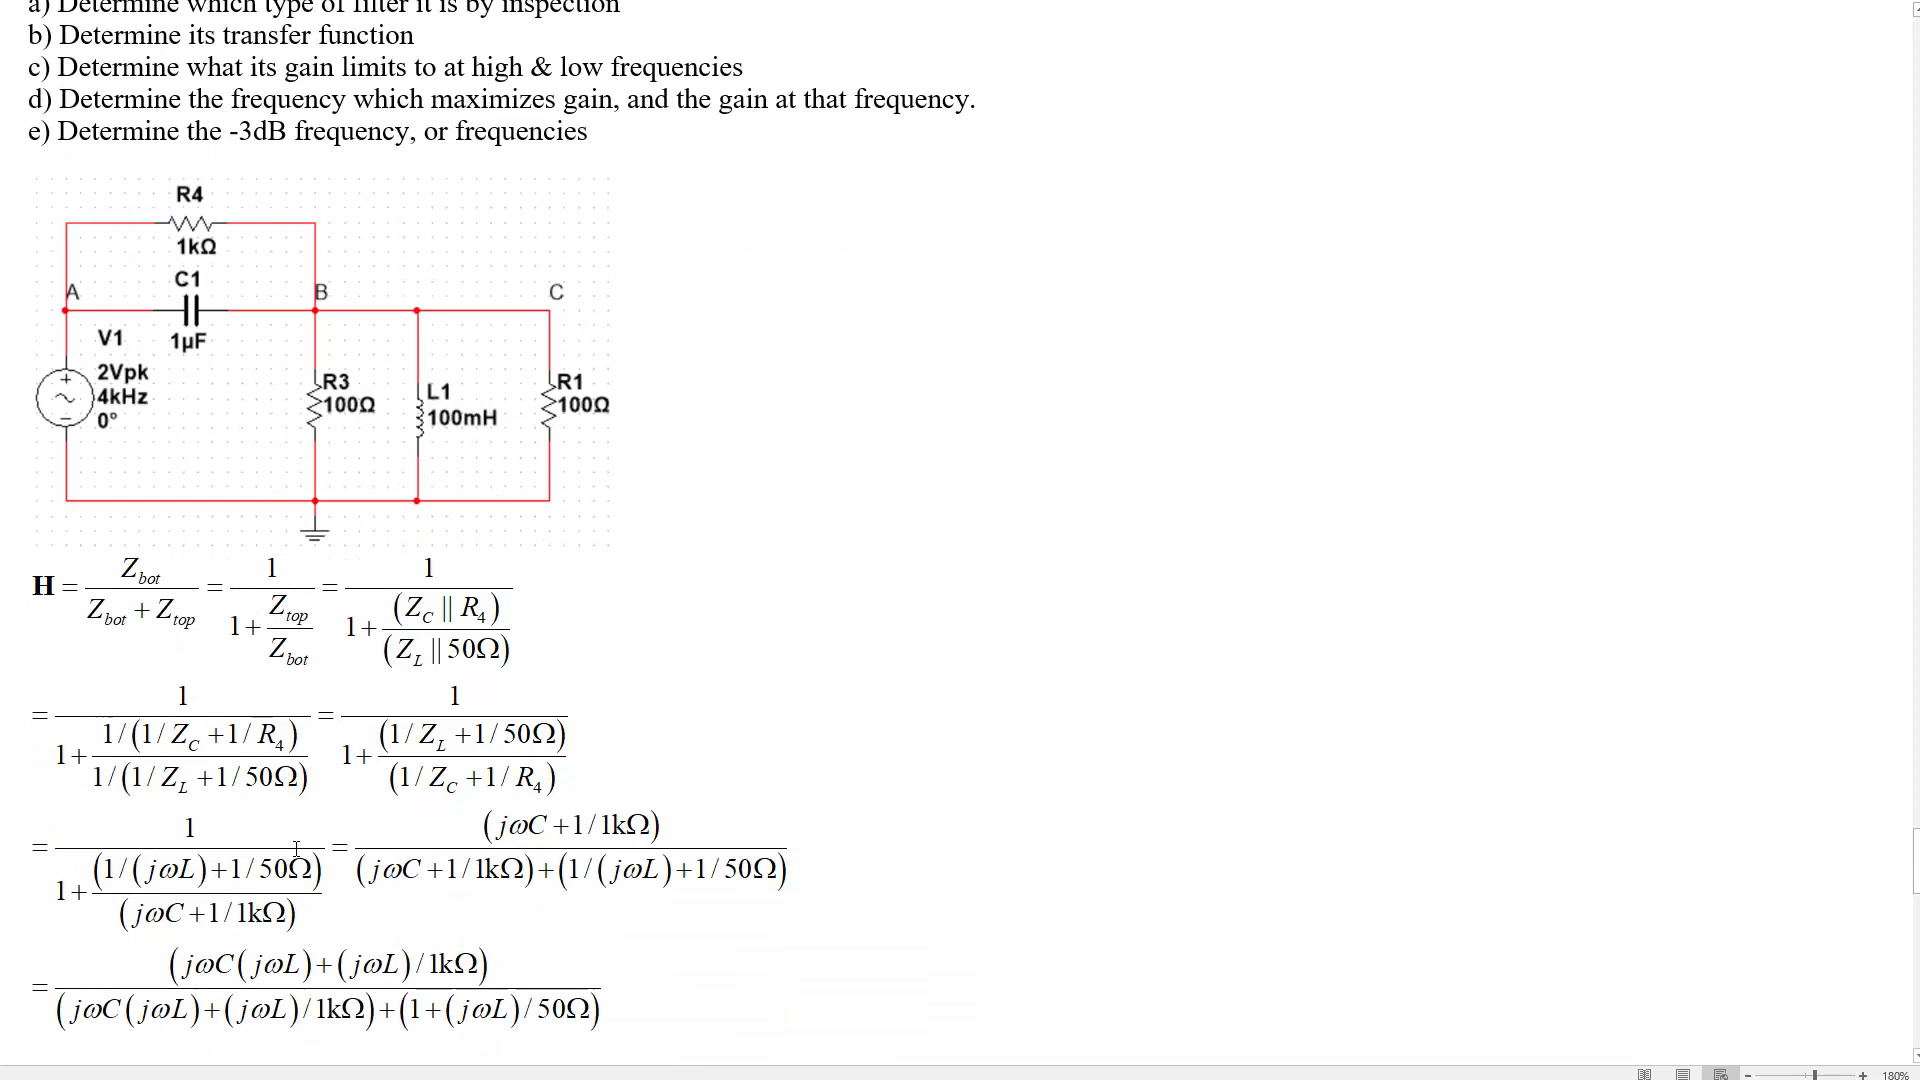 a) Determine which type of filter it is by inspection
b) Determine its transfer function
c) Determine what its gain limits to at high & low frequencies
d) Determine the frequency which maximizes gain, and the gain at that frequency.
e) Determine the -3dB frequency, or frequencies
R4
1kΩ
C1
A
B
C
V1
1µF
2Vpk
4kHz
0°
R3
100Ω
L1
100mH
R1
100Ω
H = Z_bot / (Z_bot + Z_top) = 1 / (1 + Z_top / Z_bot) = 1 / (1 + (Z_C || R_4) / (Z_L || 50Ω))
= 1 / (1 + (1/(1/Z_C + 1/R_4)) / (1/(1/Z_L + 1/50Ω))) = 1 / (1 + (1/Z_L + 1/50Ω) / (1/Z_C + 1/R_4))
= 1 / (1 + (1/(jωL) + 1/50Ω) / (jωC + 1/1kΩ)) = (jωC + 1/1kΩ) / ((jωC + 1/1kΩ) + (1/(jωL) + 1/50Ω))
= (jωC(jωL) + (jωL)/1kΩ) / ((jωC(jωL) + (jωL)/1kΩ) + (1 + (jωL)/50Ω))
180%